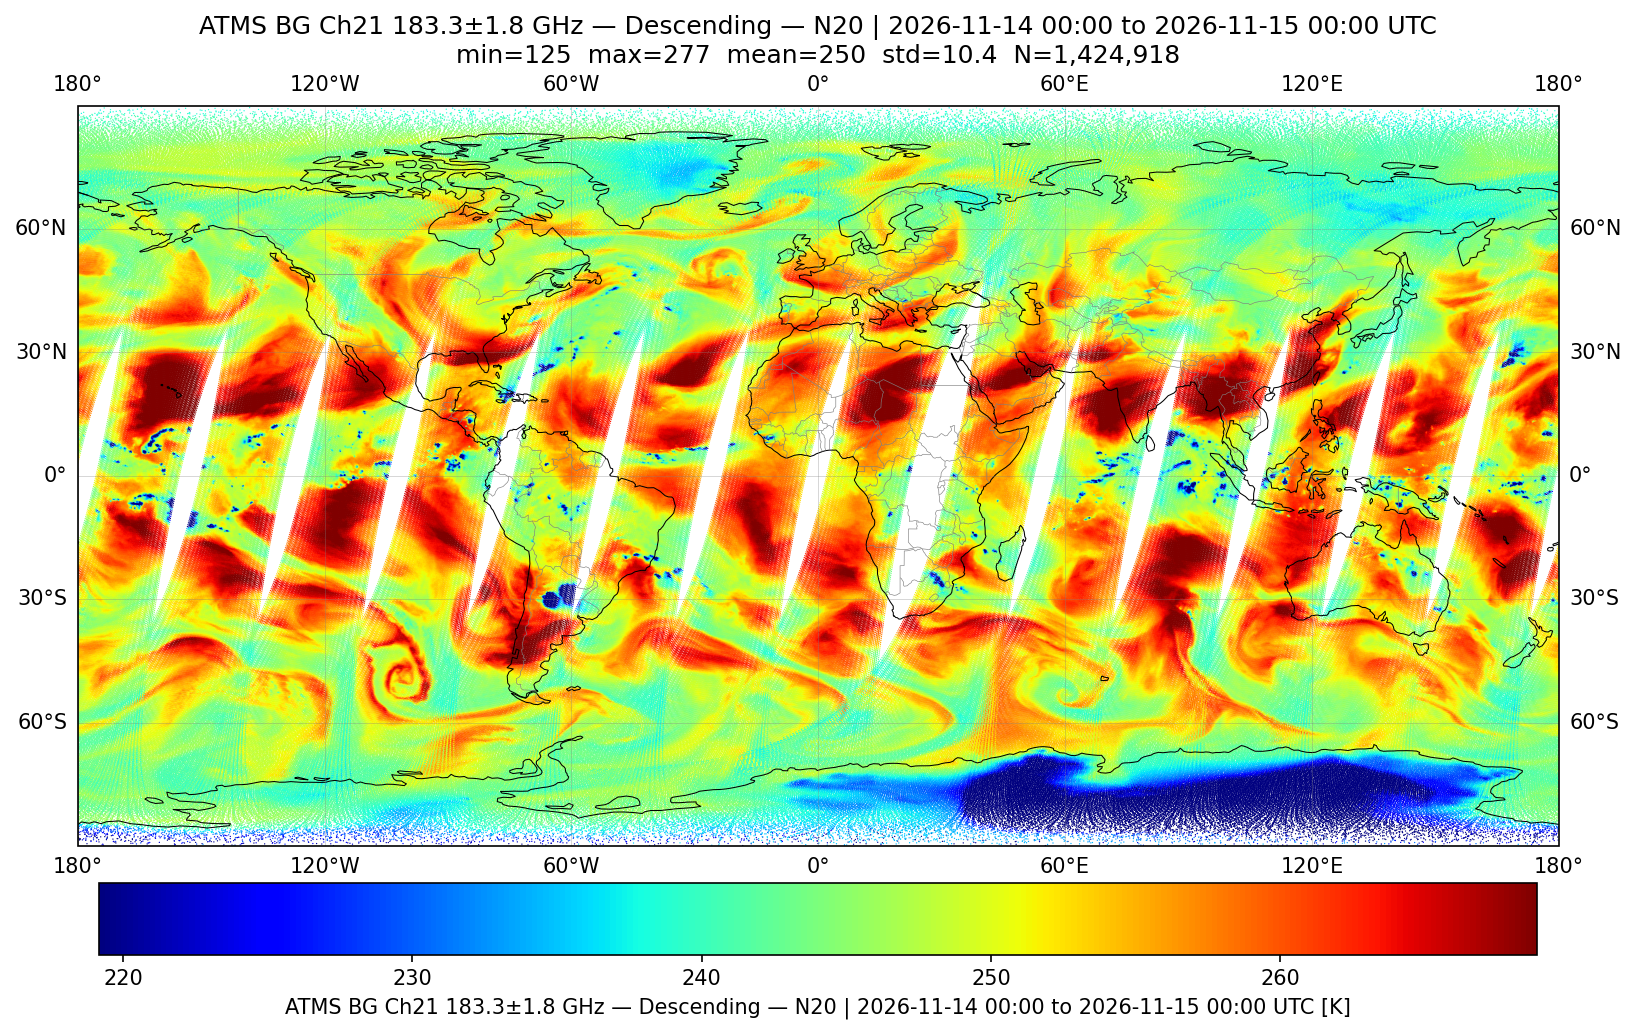 ATMS BG Ch21 183.3±1.8 GHz — Descending — N20 | 2026-11-14 00:00 to 2026-11-15 00:00 UTC
min=125 max=277 mean=250 std=10.4 N=1,424,918
180° 120°W 60°W 0° 60°E 120°E 180°
60°N 60°N
30°N 30°N
0° 0°
30°S 30°S
60°S 60°S
180° 120°W 60°W 0° 60°E 120°E 180°
220 230 240 250 260
ATMS BG Ch21 183.3±1.8 GHz — Descending — N20 | 2026-11-14 00:00 to 2026-11-15 00:00 UTC [K]